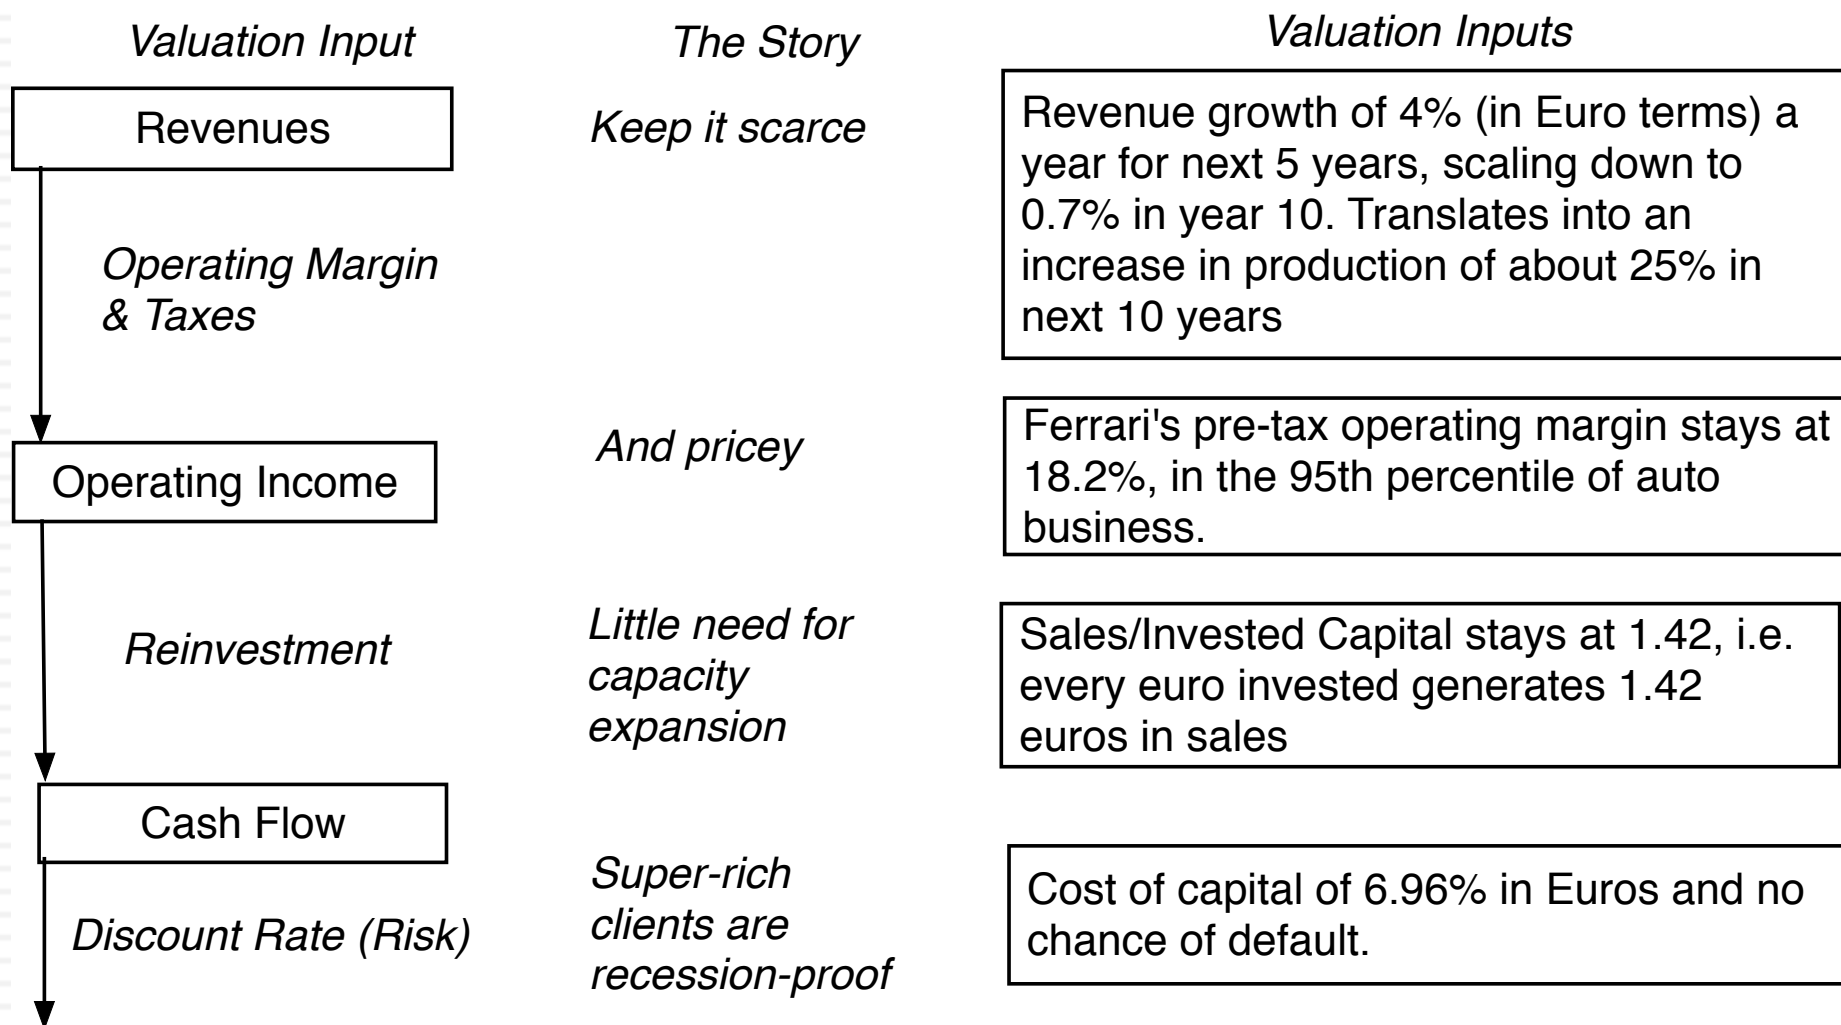 Valuation Input
The Story
Valuation Inputs
Revenues
Keep it scarce
Revenue growth of 4% (in Euro terms) a
year for next 5 years, scaling down to
0.7% in year 10. Translates into an
increase in production of about 25% in
next 10 years
Operating Margin
& Taxes
Operating Income
And pricey
Ferrari's pre-tax operating margin stays at
18.2%, in the 95th percentile of auto
business.
Reinvestment
Little need for
capacity
expansion
Sales/Invested Capital stays at 1.42, i.e.
every euro invested generates 1.42
euros in sales
Cash Flow
Discount Rate (Risk)
Super-rich
clients are
recession-proof
Cost of capital of 6.96% in Euros and no
chance of default.